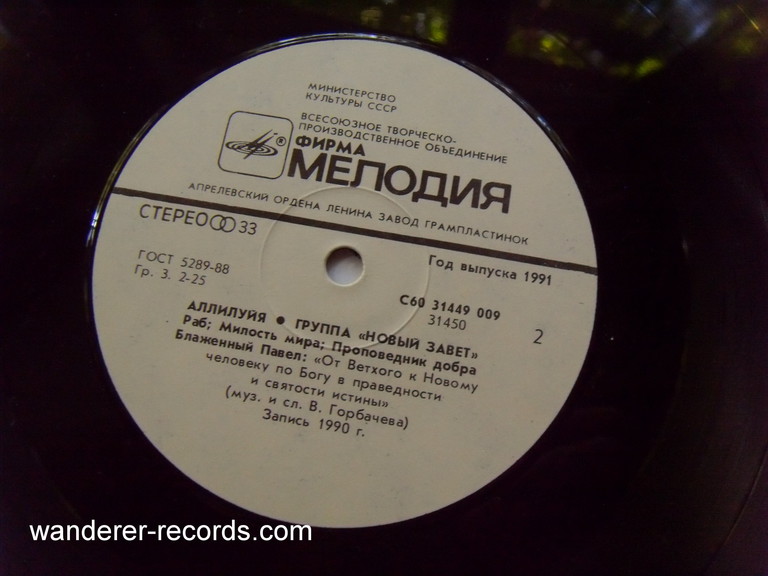 МИНИСТЕРСТВО
КУЛЬТУРЫ СССР
ВСЕСОЮЗНОЕ ТВОРЧЕСКО-
ПРОИЗВОДСТВЕННОЕ ОБЪЕДИНЕНИЕ
®
ФИРМА
МЕЛОДИЯ
АПРЕЛЕВСКИЙ ОРДЕНА ЛЕНИНА ЗАВОД ГРАМПЛАСТИНОК
СТЕРЕО 33
Год выпуска 1991
ГОСТ 5289-88
Гр. 3. 2-25
С60 31449 009
31450
2
АЛЛИЛУЙЯ • ГРУППА «НОВЫЙ ЗАВЕТ»
Раб; Милость мира; Проповедник добра
Блаженный Павел: «От Ветхого к Новому
человеку по Богу в праведности
и святости истины»
(муз. и сл. В. Горбачева)
Запись 1990 г.
wanderer-records.com